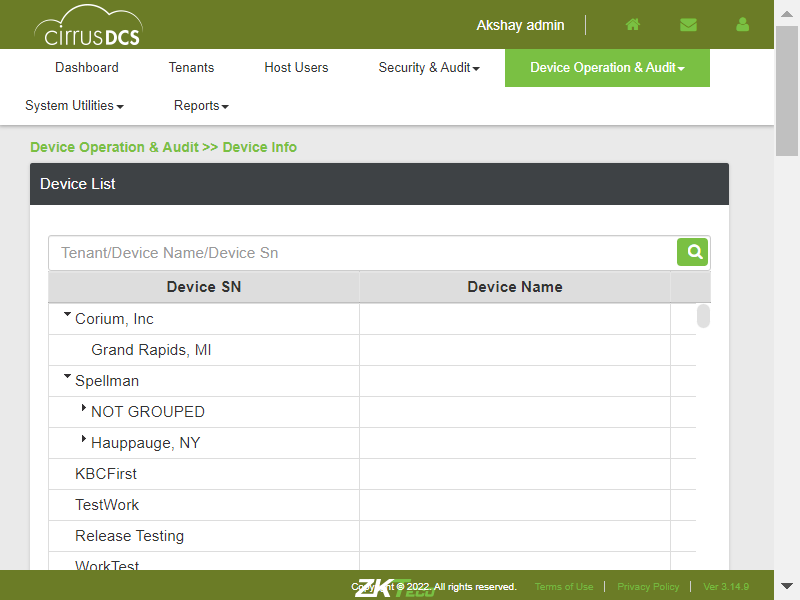 cirrusDCS
Akshay admin
Dashboard
Tenants
Host Users
Security & Audit
Device Operation & Audit
System Utilities
Reports
Device Operation & Audit >> Device Info
Device List
Tenant/Device Name/Device Sn
Device SN
Device Name
Corium, Inc
Grand Rapids, MI
Spellman
NOT GROUPED
Hauppauge, NY
KBCFirst
TestWork
Release Testing
WorkTest
ZKTeco
Copyright © 2022. All rights reserved.
Terms of Use
Privacy Policy
Ver 3.14.9